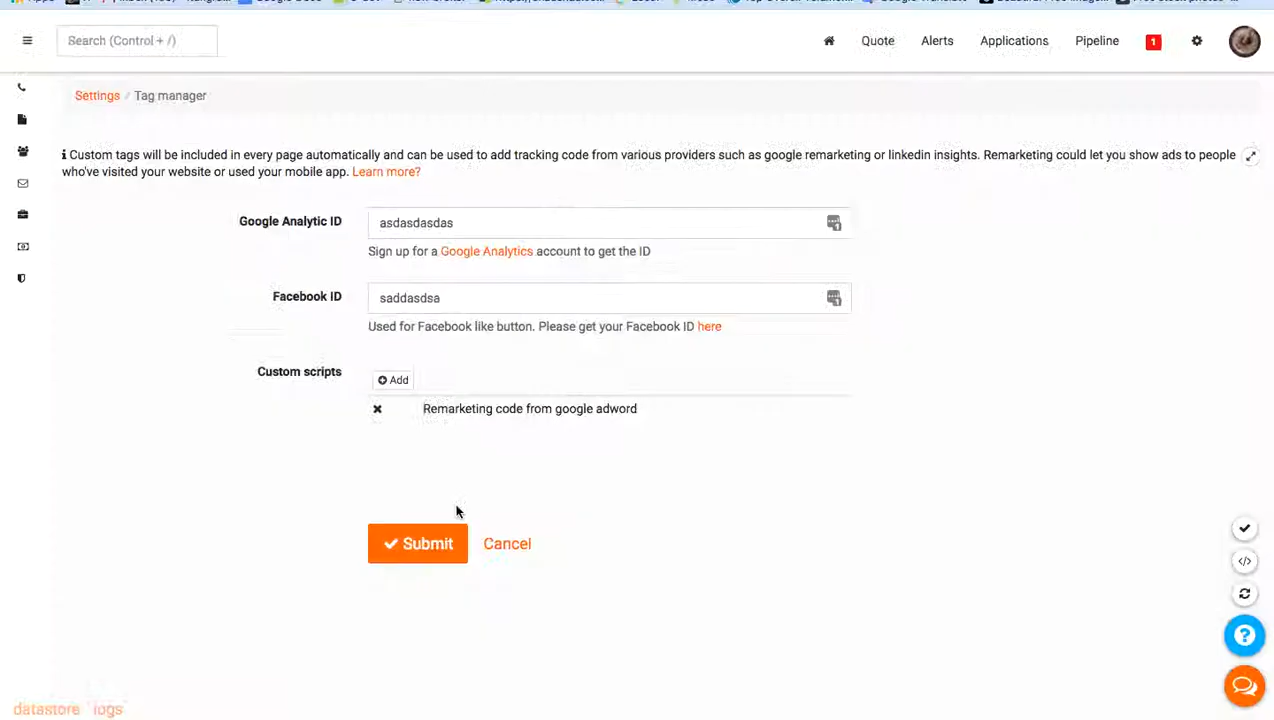 Search (Control + /)
Quote
Alerts
Applications
Pipeline
1
Settings / Tag manager
Custom tags will be included in every page automatically and can be used to add tracking code from various providers such as google remarketing or linkedin insights. Remarketing could let you show ads to people
who've visited your website or used your mobile app. Learn more?
Google Analytic ID
asdasdasdas
Sign up for a Google Analytics account to get the ID
Facebook ID
saddasdsa
Used for Facebook like button. Please get your Facebook ID here
Custom scripts
Add
Remarketing code from google adword
Submit
Cancel
datastore logs